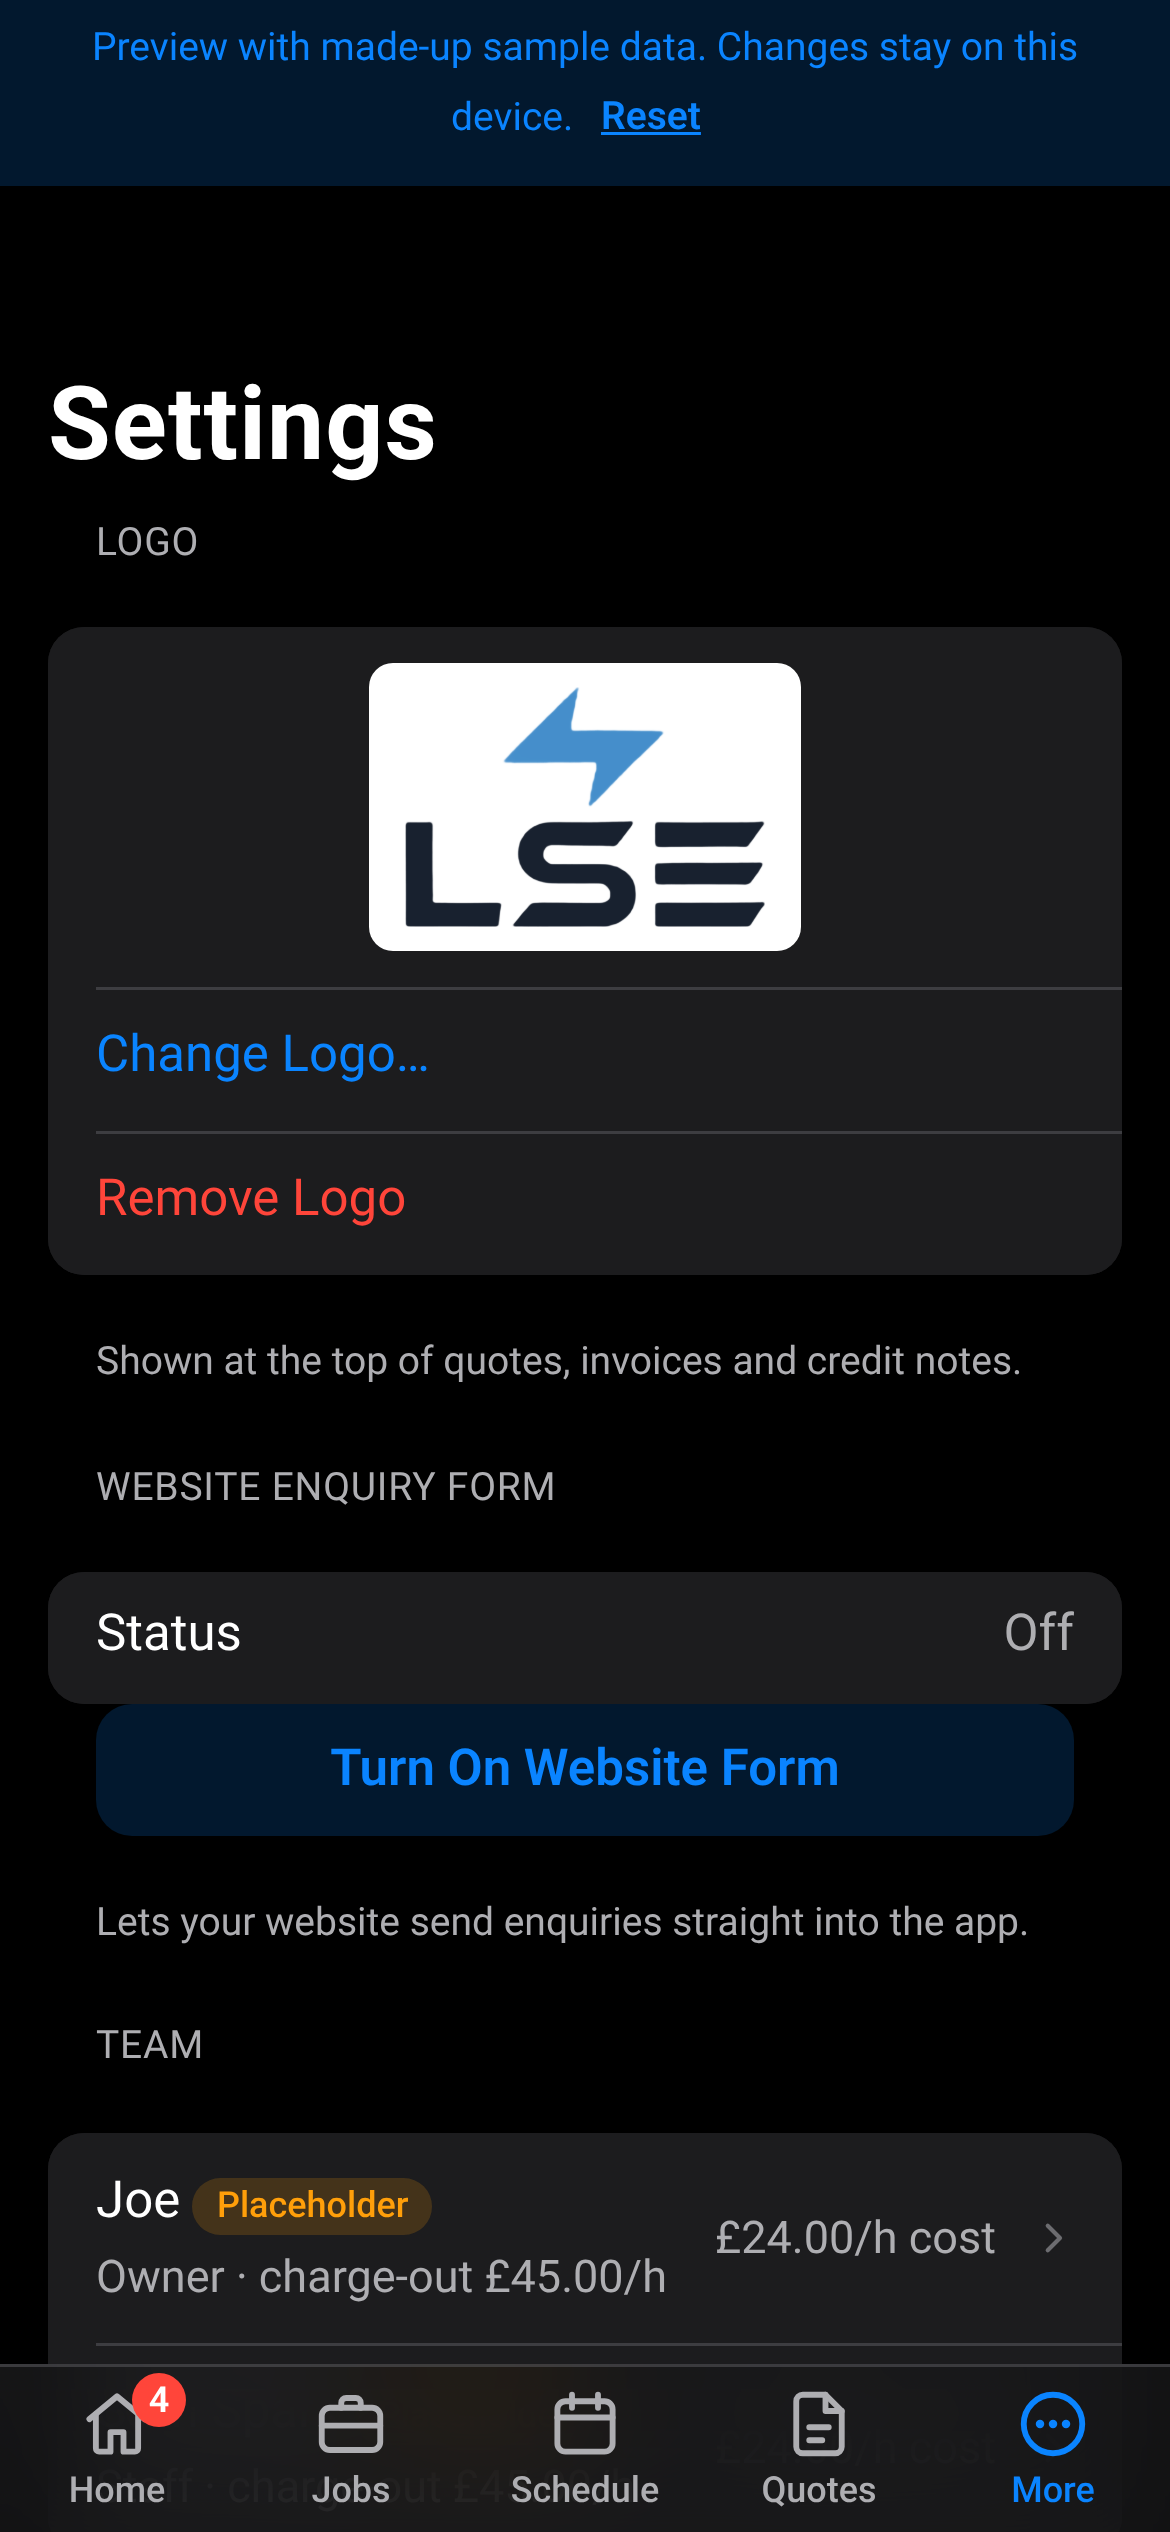 Preview with made-up sample data. Changes stay on this
device. Reset
Settings
LOGO
LSE
Change Logo...
Remove Logo
Shown at the top of quotes, invoices and credit notes.
WEBSITE ENQUIRY FORM
Status Off
Turn On Website Form
Lets your website send enquiries straight into the app.
TEAM
Joe Placeholder
£24.00/h cost
Owner · charge-out £45.00/h
4
Home Jobs Schedule Quotes More